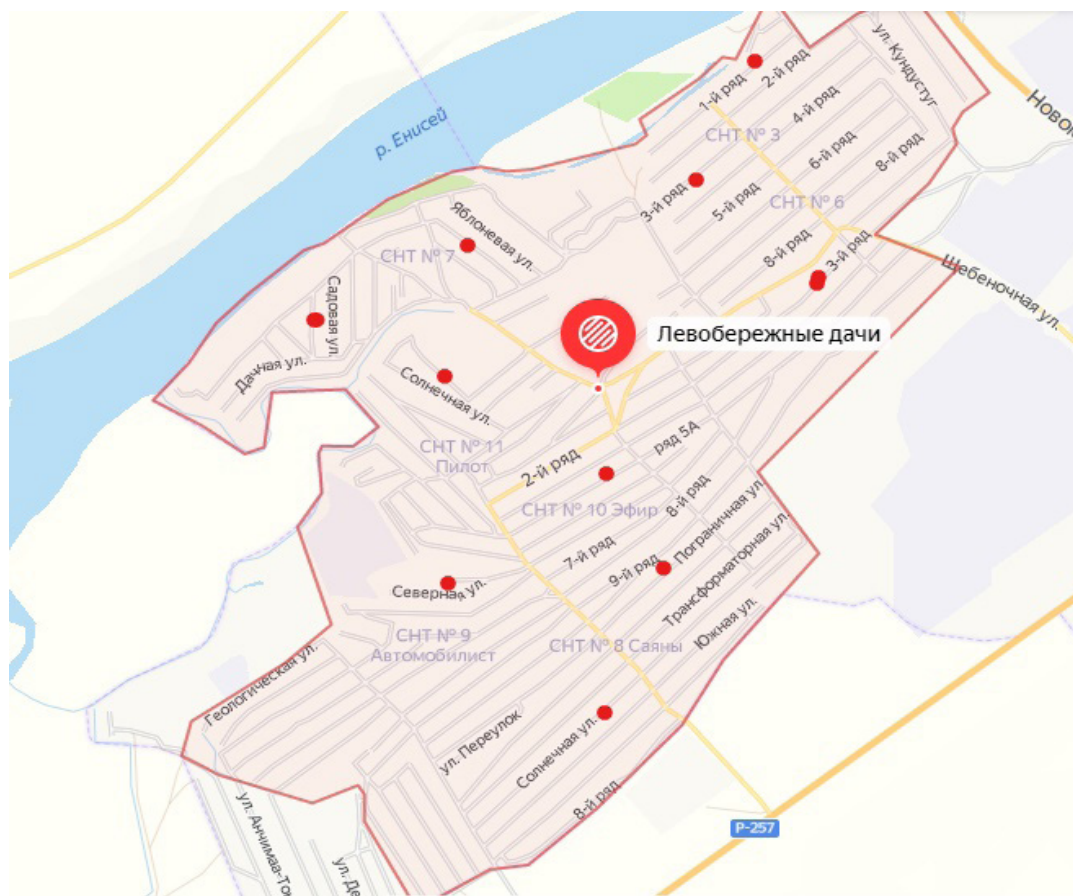 ул. Кундустуг
1-й ряд
2-й ряд
Новок
р. Енисей
4-й ряд
СНТ № 3
6-й ряд
8-й ряд
3-й ряд
5-й ряд
СНТ № 6
Яблоневая ул.
СНТ № 7
8-й ряд
3-й ряд
Щебеночная ул.
Садовая ул.
Левобережные дачи
Дачная ул.
Солнечная ул.
СНТ № 11
Пилот
ряд 5А
2-й ряд
СНТ № 10 Эфир
8-й ряд
Пограничная ул.
7-й ряд
9-й ряд
Трансформаторная ул.
Северная ул.
Южная ул.
СНТ № 9
Автомобилист
СНТ № 8 Саяны
Геологическая ул.
ул. Переулок
Солнечная ул.
8-й ряд
Р-257
ул. Анчимаа-Ток
ул. Де